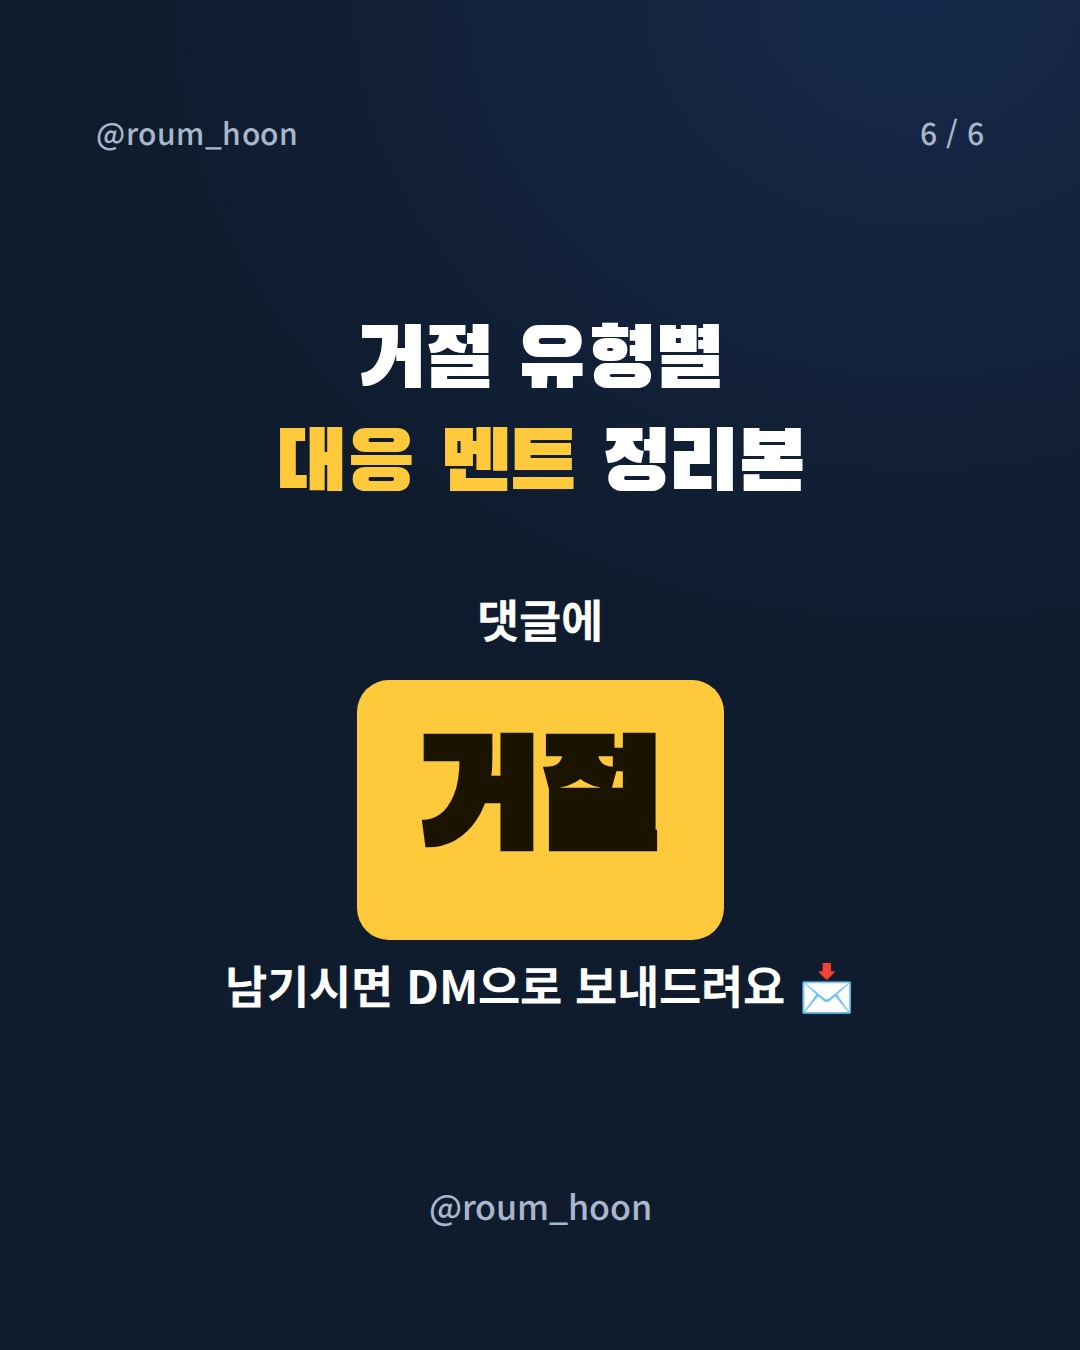 @roum_hoon
6 / 6
거절 유형별
대응 멘트 정리본
댓글에
거절
남기시면 DM으로 보내드려요 📩
@roum_hoon